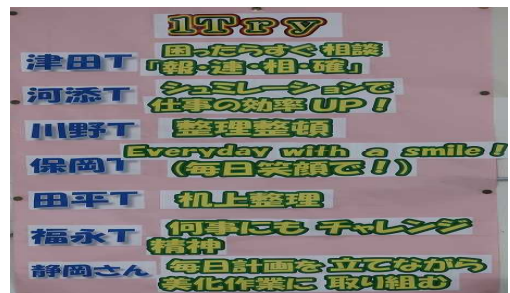 1Try
津田T 困ったらすぐ 相談
「報・連・相・確」
河添T シュミレーションで
仕事の効率 UP！
川野T 整理整頓
Everyday with a smile！
保岡T （毎日笑顔で！）
田平T 机上整理
福永T 何事にも チャレンジ
精神
静岡さん 毎日計画を 立てながら
美化作業に 取り組む